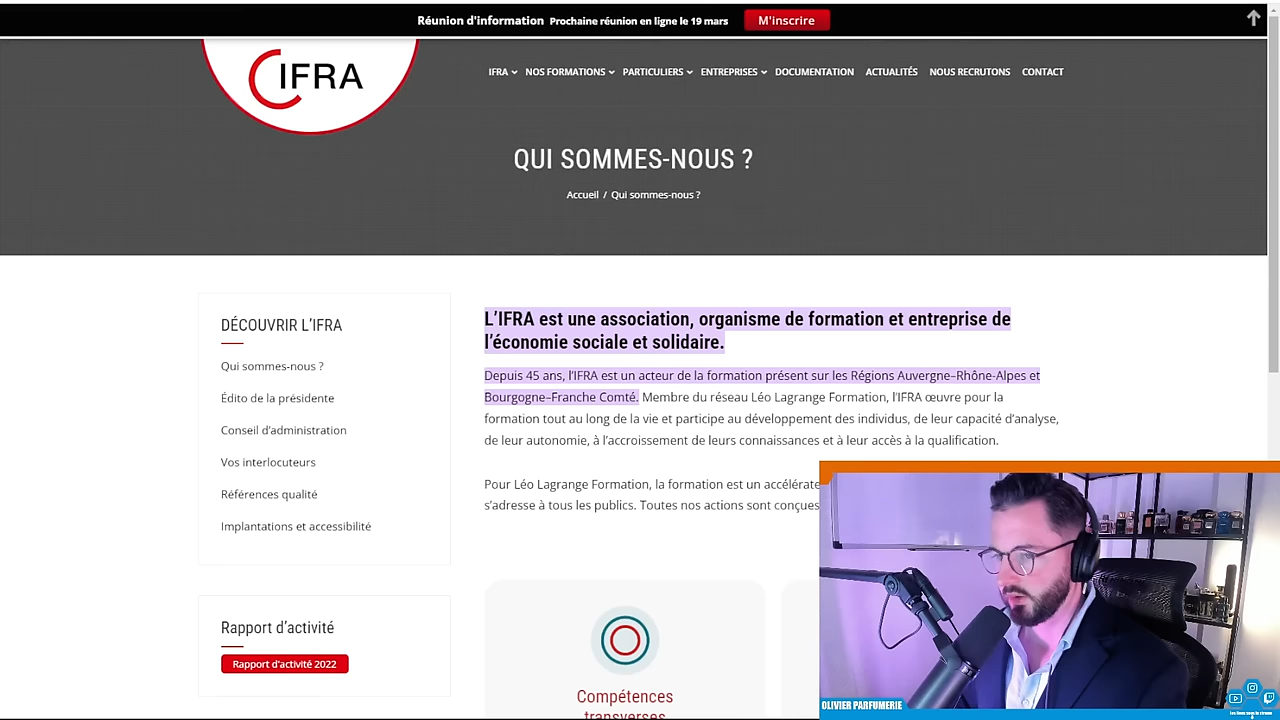 Réunion d'information Prochaine réunion en ligne le 19 mars M'inscrire
IFRA
IFRA NOS FORMATIONS PARTICULIERS ENTREPRISES DOCUMENTATION ACTUALITÉS NOUS RECRUTONS CONTACT
QUI SOMMES-NOUS ?
Accueil / Qui sommes-nous ?
DÉCOUVRIR L’IFRA
Qui sommes-nous ?
Édito de la présidente
Conseil d’administration
Vos interlocuteurs
Références qualité
Implantations et accessibilité
Rapport d’activité
Rapport d'activité 2022
L’IFRA est une association, organisme de formation et entreprise de
l’économie sociale et solidaire.
Depuis 45 ans, l’IFRA est un acteur de la formation présent sur les Régions Auvergne–Rhône-Alpes et
Bourgogne–Franche Comté. Membre du réseau Léo Lagrange Formation, l’IFRA œuvre pour la
formation tout au long de la vie et participe au développement des individus, de leur capacité d’analyse,
de leur autonomie, à l’accroissement de leurs connaissances et à leur accès à la qualification.
Pour Léo Lagrange Formation, la formation est un accélérate
s’adresse à tous les publics. Toutes nos actions sont conçues
Compétences
transverses
OLIVIER PARFUMERIE